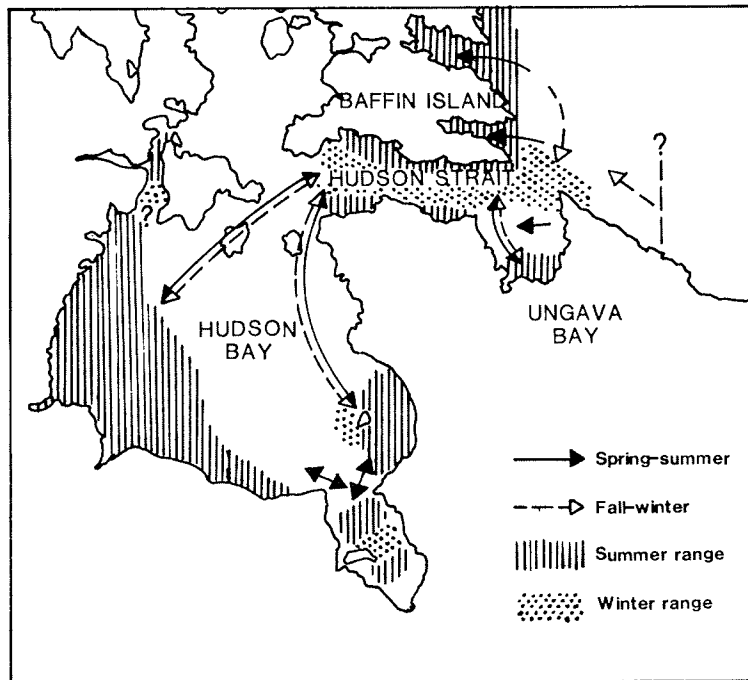 BAFFIN ISLAND
?
HUDSON STRAIT
?
HUDSON
BAY
UNGAVA
BAY
Spring-summer
Fall-winter
Summer range
Winter range